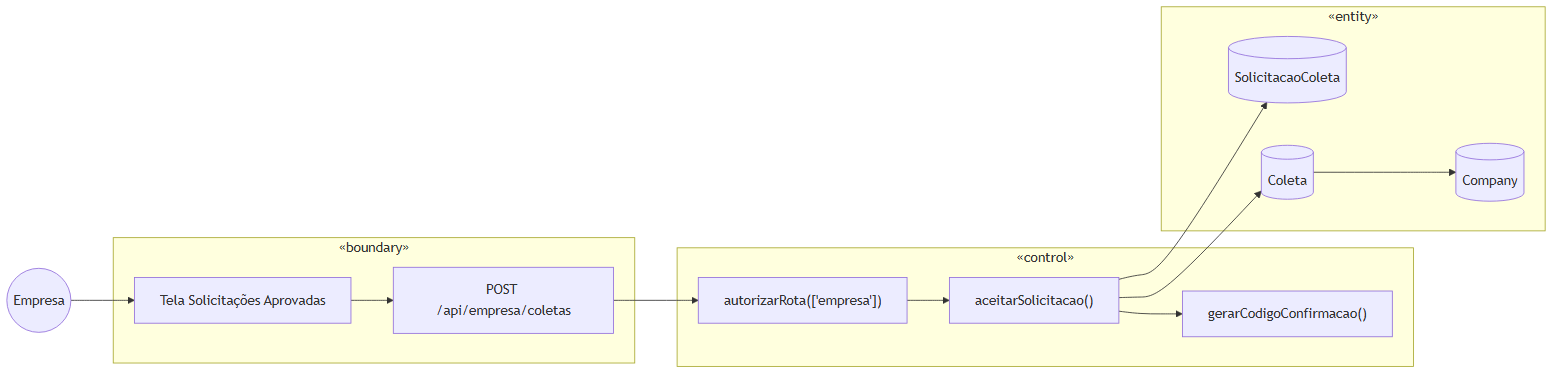 Empresa
«boundary»
Tela Solicitações Aprovadas
POST
/api/empresa/coletas
«control»
autorizarRota(['empresa'])
aceitarSolicitacao()
gerarCodigoConfirmacao()
«entity»
SolicitacaoColeta
Coleta
Company